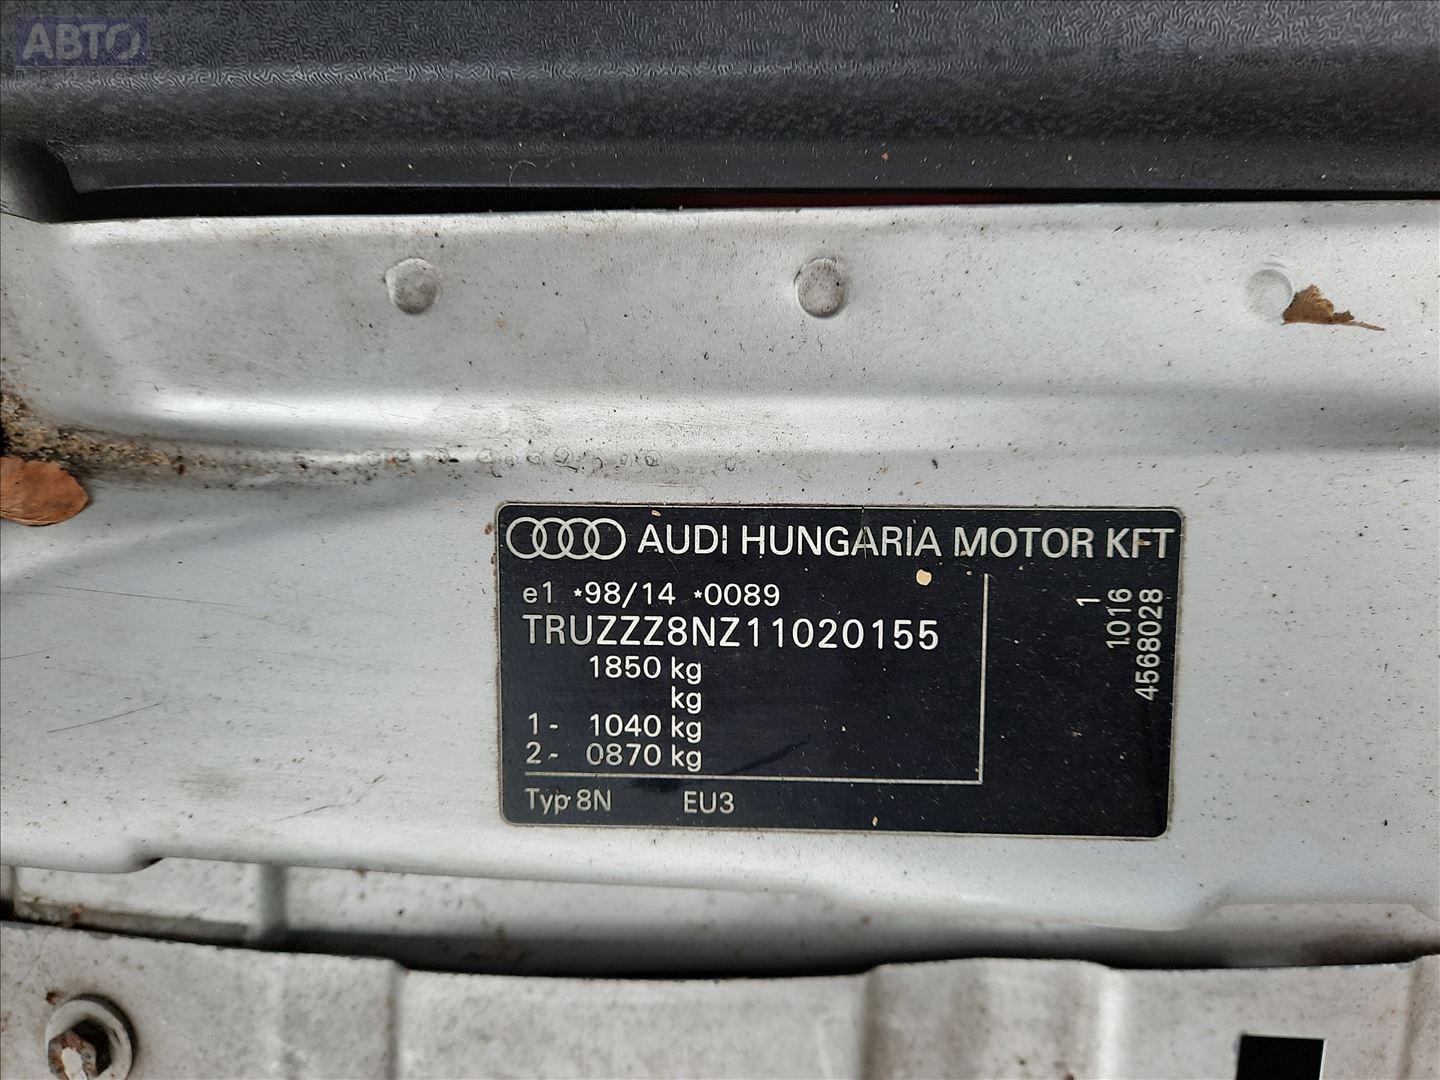 АВТО
AUDI HUNGARIA MOTOR KFT
e1 *98/14 *0089
TRUZZZ8NZ11020155
1850 kg
kg
1- 1040 kg
2- 0870 kg
Typ 8N EU3
1
1016
4568028